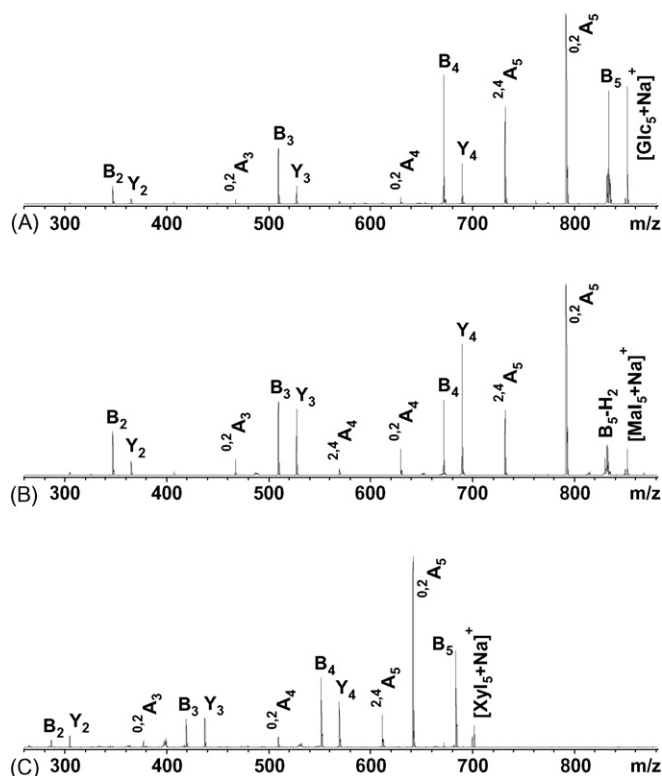 B₂
Y₂
⁰,²A₃
B₃
Y₃
⁰,²A₄
B₄
Y₄
²,⁴A₅
⁰,²A₅
B₅
[Glc₅+Na]⁺
(A)
300 400 500 600 700 800 m/z
B₂
Y₂
⁰,²A₃
B₃
Y₃
²,⁴A₄
⁰,²A₄
B₄
Y₄
²,⁴A₅
⁰,²A₅
B₅-H₂
[Mal₅+Na]⁺
(B)
300 400 500 600 700 800 m/z
B₂
Y₂
⁰,²A₃
B₃
Y₃
⁰,²A₄
B₄
Y₄
²,⁴A₅
⁰,²A₅
B₅
[Xyl₅+Na]⁺
(C)
300 400 500 600 700 800 m/z